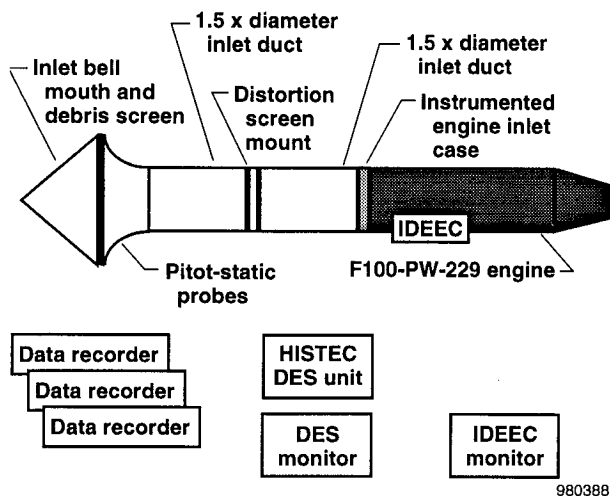 Inlet bell
mouth and
debris screen
1.5 x diameter
inlet duct
Distortion
screen
mount
1.5 x diameter
inlet duct
Instrumented
engine inlet
case
IDEEC
Pitot-static
probes
F100-PW-229 engine
Data recorder
Data recorder
Data recorder
HISTEC
DES unit
DES
monitor
IDEEC
monitor
980388